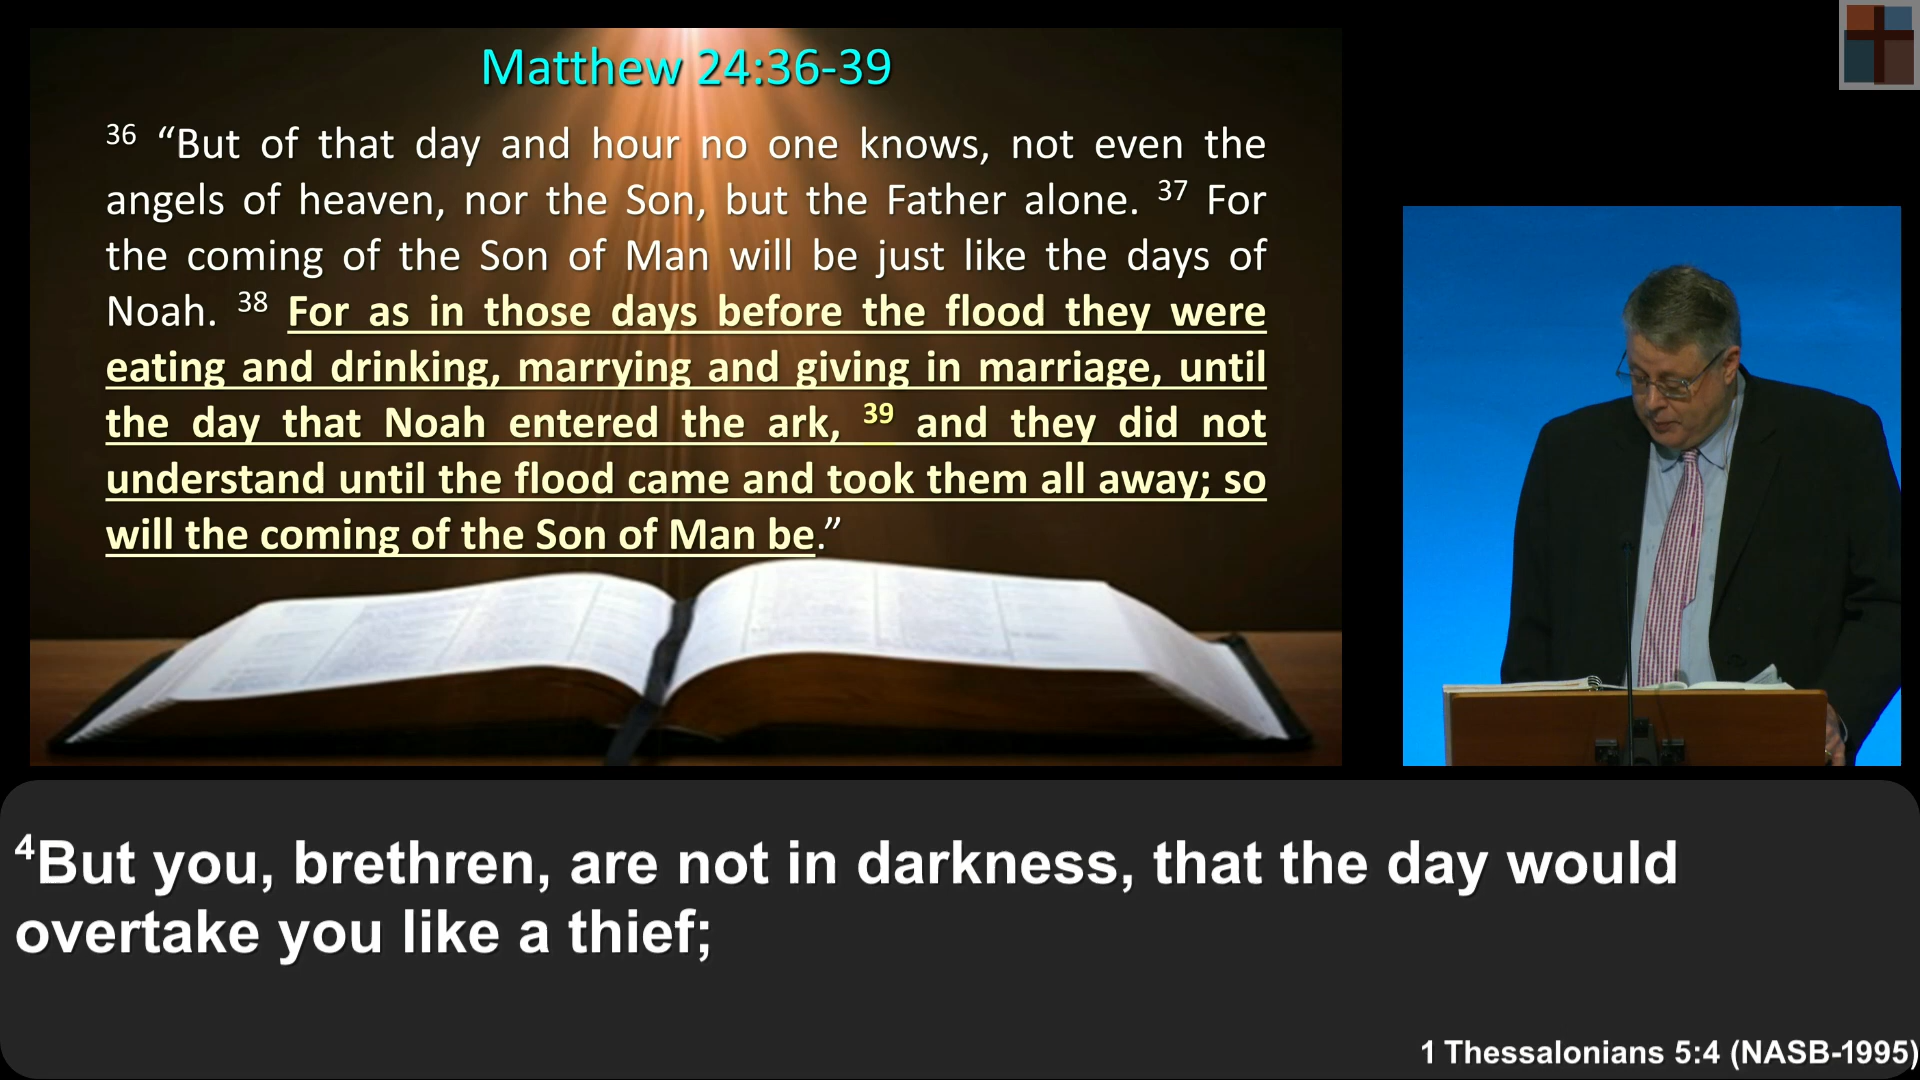 Matthew 24:36-39
36 “But of that day and hour no one knows, not even the
angels of heaven, nor the Son, but the Father alone. 37 For
the coming of the Son of Man will be just like the days of
Noah. 38 For as in those days before the flood they were
eating and drinking, marrying and giving in marriage, until
the day that Noah entered the ark, 39 and they did not
understand until the flood came and took them all away; so
will the coming of the Son of Man be.”
4But you, brethren, are not in darkness, that the day would
overtake you like a thief;
1 Thessalonians 5:4 (NASB-1995)